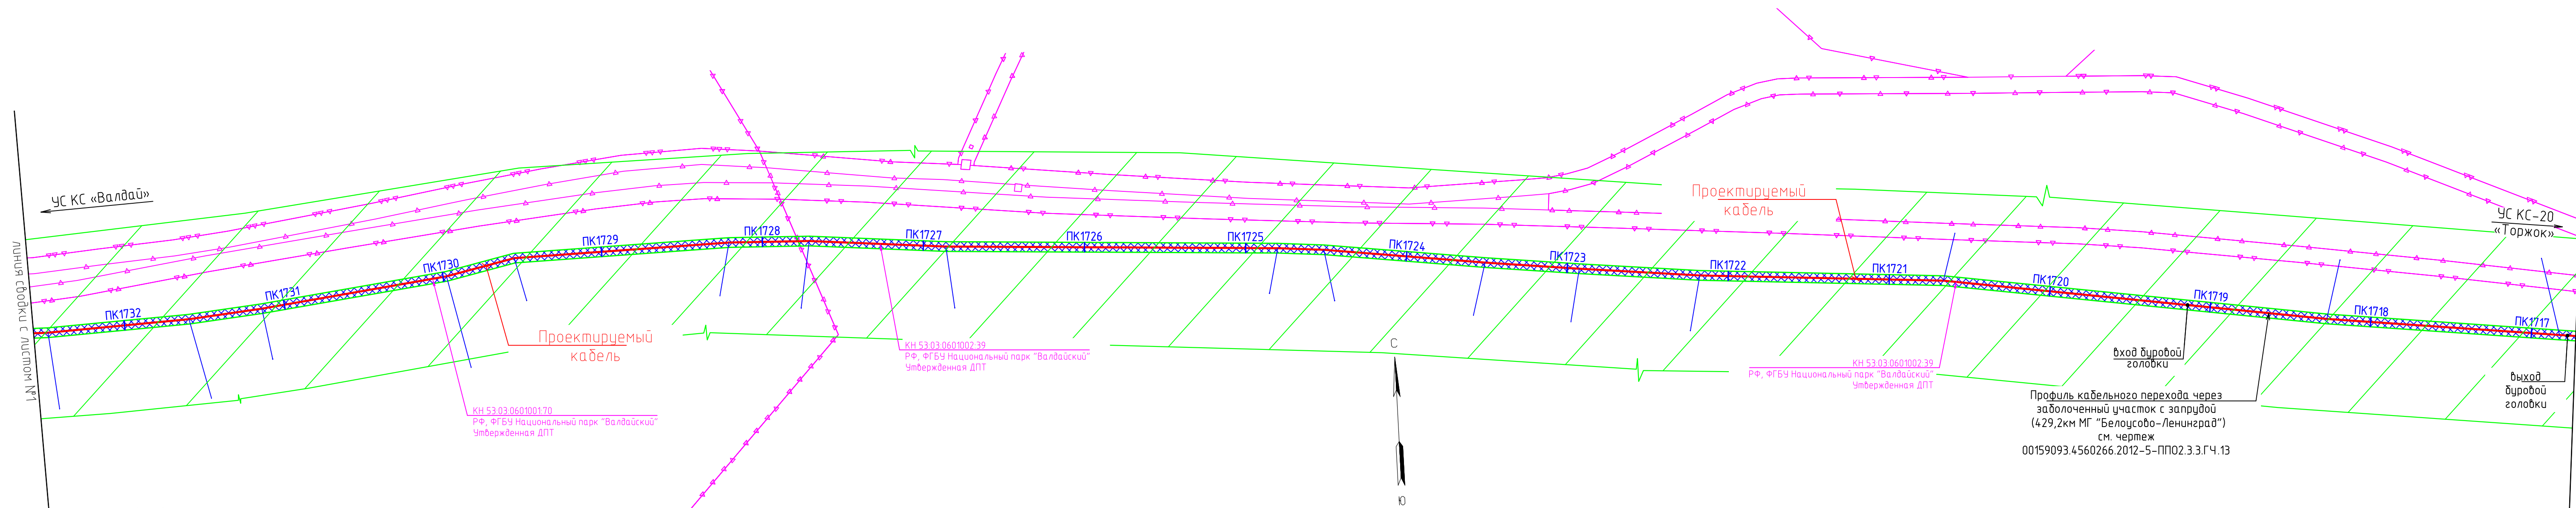 УС КС «Валдай»
линия сводки с листом №1
ПК1732
ПК1731
ПК1730
ПК1729
ПК1728
ПК1727
ПК1726
ПК1725
ПК1724
ПК1723
ПК1722
ПК1721
ПК1720
ПК1719
ПК1718
ПК1717
Проектируемый
кабель
КН 53:03:0601001:70
РФ, ФГБУ Национальный парк "Валдайский"
Утвержденная ДПТ
КН 53:03:0601002:39
РФ, ФГБУ Национальный парк "Валдайский"
Утвержденная ДПТ
С
Ю
Проектируемый
кабель
КН 53:03:0601002:39
РФ, ФГБУ Национальный парк "Валдайский"
Утвержденная ДПТ
вход буровой
головки
Профиль кабельного перехода через
заболоченный участок с запрудой
(429,2км МГ "Белоусово-Ленинград")
см. чертеж
00159093.4560266.2012-5-ППО2.3.3.ГЧ.13
выход
буровой
головки
УС КС-20
«Торжок»